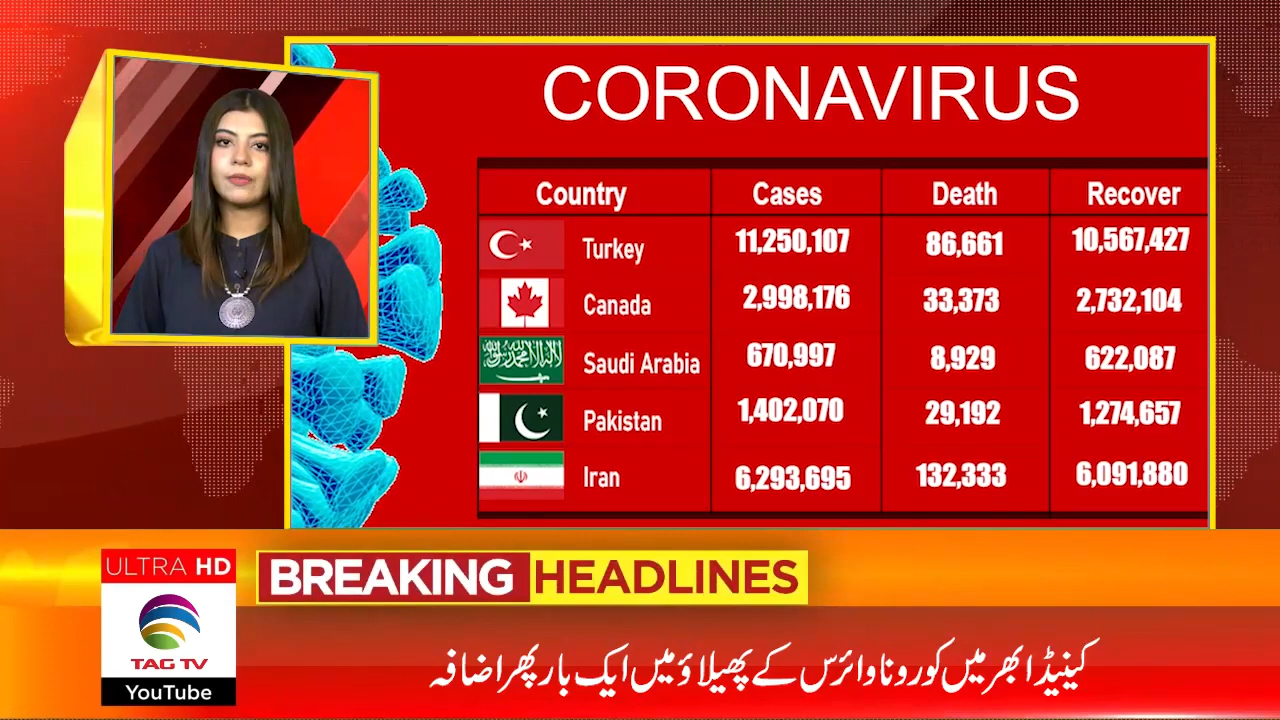 CORONAVIRUS
Country Cases Death Recover
Turkey 11,250,107 86,661 10,567,427
Canada 2,998,176 33,373 2,732,104
Saudi Arabia 670,997 8,929 622,087
Pakistan 1,402,070 29,192 1,274,657
Iran 6,293,695 132,333 6,091,880
ULTRA HD
BREAKING HEADLINES
TAG TV
YouTube
کینیڈا بھر میں کورونا وائرس کے پھیلاؤ میں ایک بار پھر اضافہ